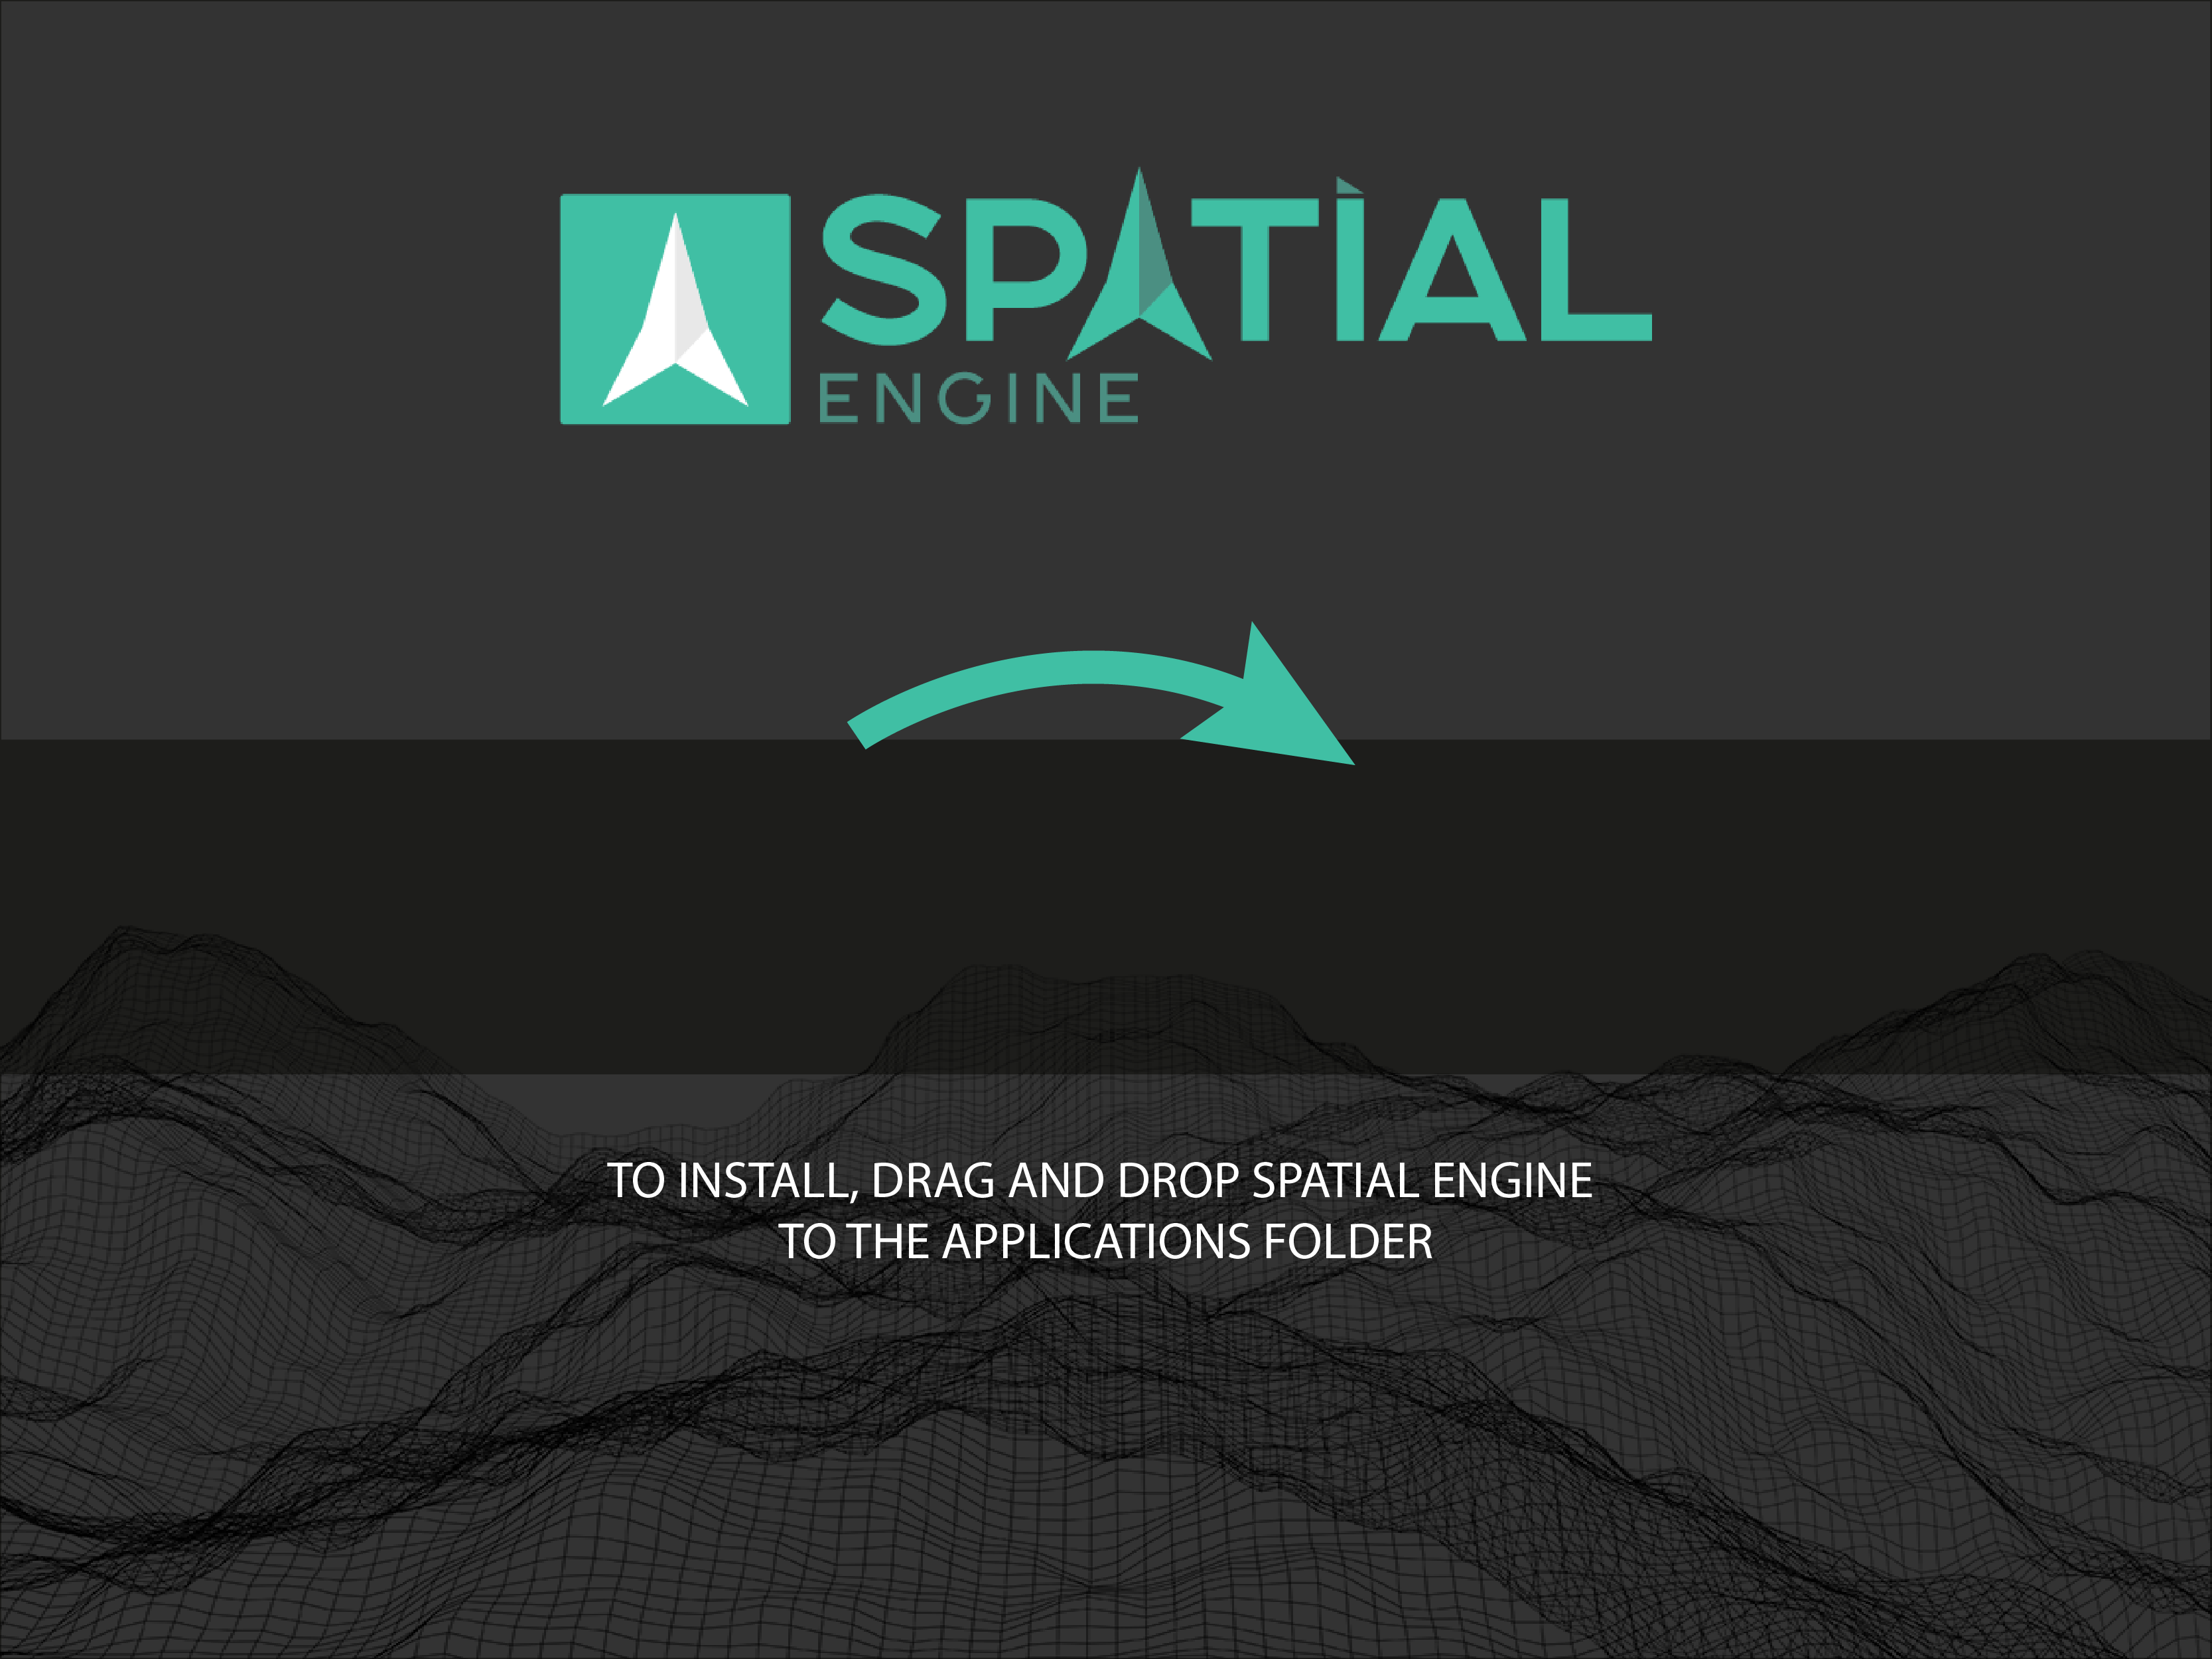 SPATIAL
ENGINE
TO INSTALL, DRAG AND DROP SPATIAL ENGINE
TO THE APPLICATIONS FOLDER